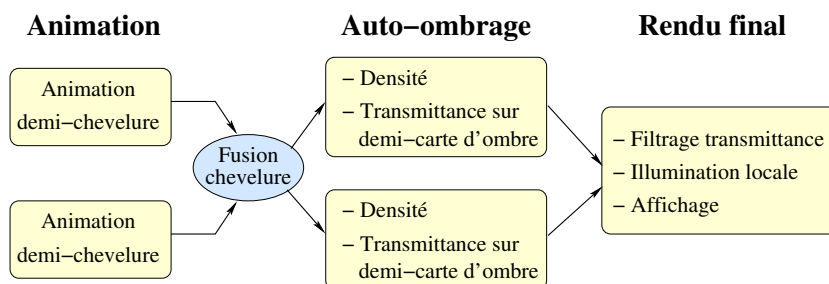 Animation
Auto−ombrage
Rendu final
Animation
demi−chevelure
Animation
demi−chevelure
Fusion
chevelure
− Densité
− Transmittance sur
demi−carte d'ombre
− Densité
− Transmittance sur
demi−carte d'ombre
− Filtrage transmittance
− Illumination locale
− Affichage